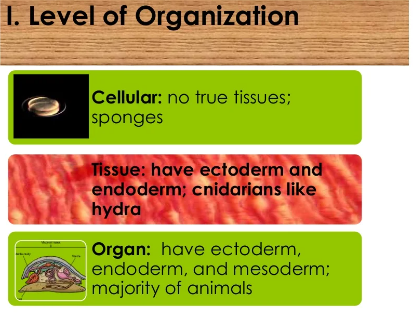 I. Level of Organization
Cellular: no true tissues;
sponges
Tissue: have ectoderm and
endoderm; cnidarians like
hydra
Organ:  have ectoderm,
endoderm, and mesoderm;
majority of animals